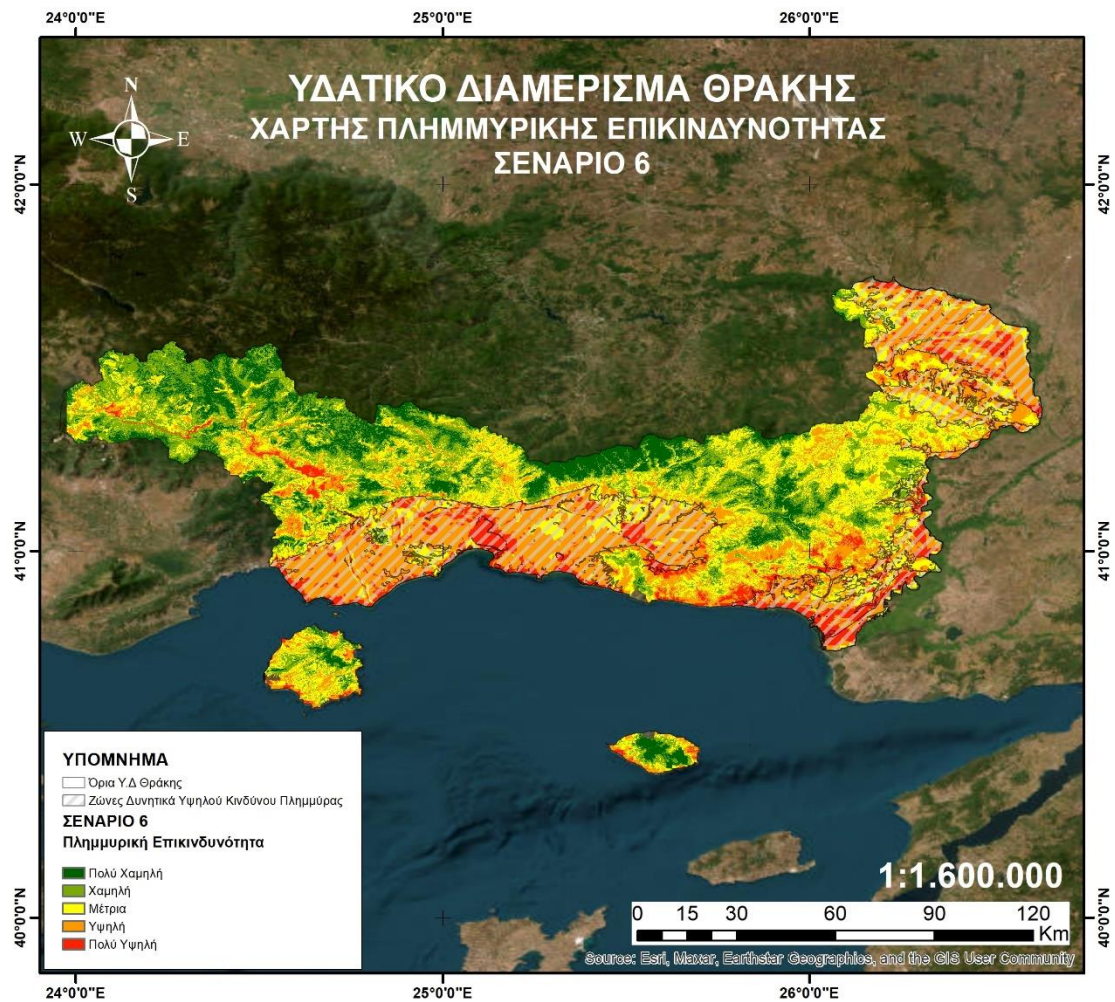 24°0'0"E 25°0'0"E 26°0'0"E
ΥΔΑΤΙΚΟ ΔΙΑΜΕΡΙΣΜΑ ΘΡΑΚΗΣ
ΧΑΡΤΗΣ ΠΛΗΜΜΥΡΙΚΗΣ ΕΠΙΚΙΝΔΥΝΟΤΗΤΑΣ
ΣΕΝΑΡΙΟ 6
N
W E
S
42°0'0"N 42°0'0"N
41°0'0"N 41°0'0"N
40°0'0"N 40°0'0"N
ΥΠΟΜΝΗΜΑ
Όρια Υ.Δ Θράκης
Ζώνες Δυνητικά Υψηλού Κινδύνου Πλημμύρας
ΣΕΝΑΡΙΟ 6
Πλημμυρική Επικινδυνότητα
Πολύ Χαμηλή
Χαμηλή
Μέτρια
Υψηλή
Πολύ Υψηλή
1:1.600.000
0 15 30 60 90 120
Km
Source: Esri, Maxar, Earthstar Geographics, and the GIS User Community
24°0'0"E 25°0'0"E 26°0'0"E